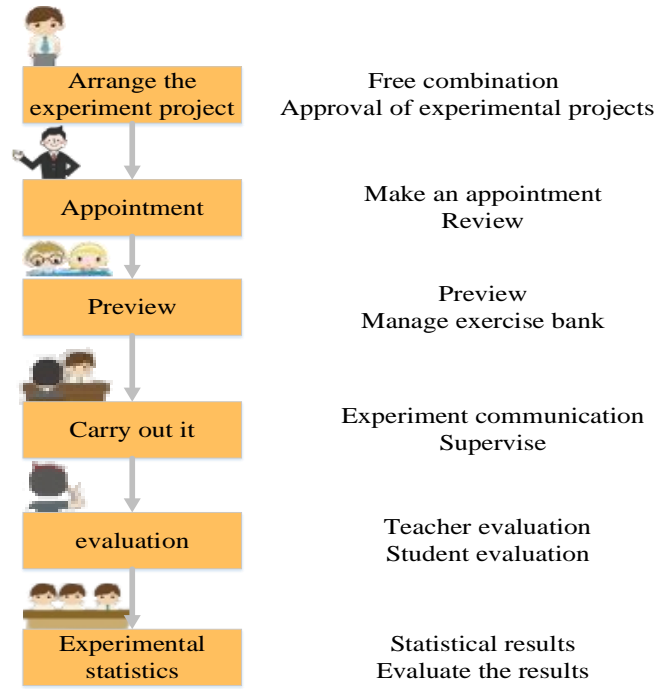 Arrange the
experiment project
Free combination
Approval of experimental projects
Appointment
Make an appointment
Review
Preview
Preview
Manage exercise bank
Carry out it
Experiment communication
Supervise
evaluation
Teacher evaluation
Student evaluation
Experimental
statistics
Statistical results
Evaluate the results